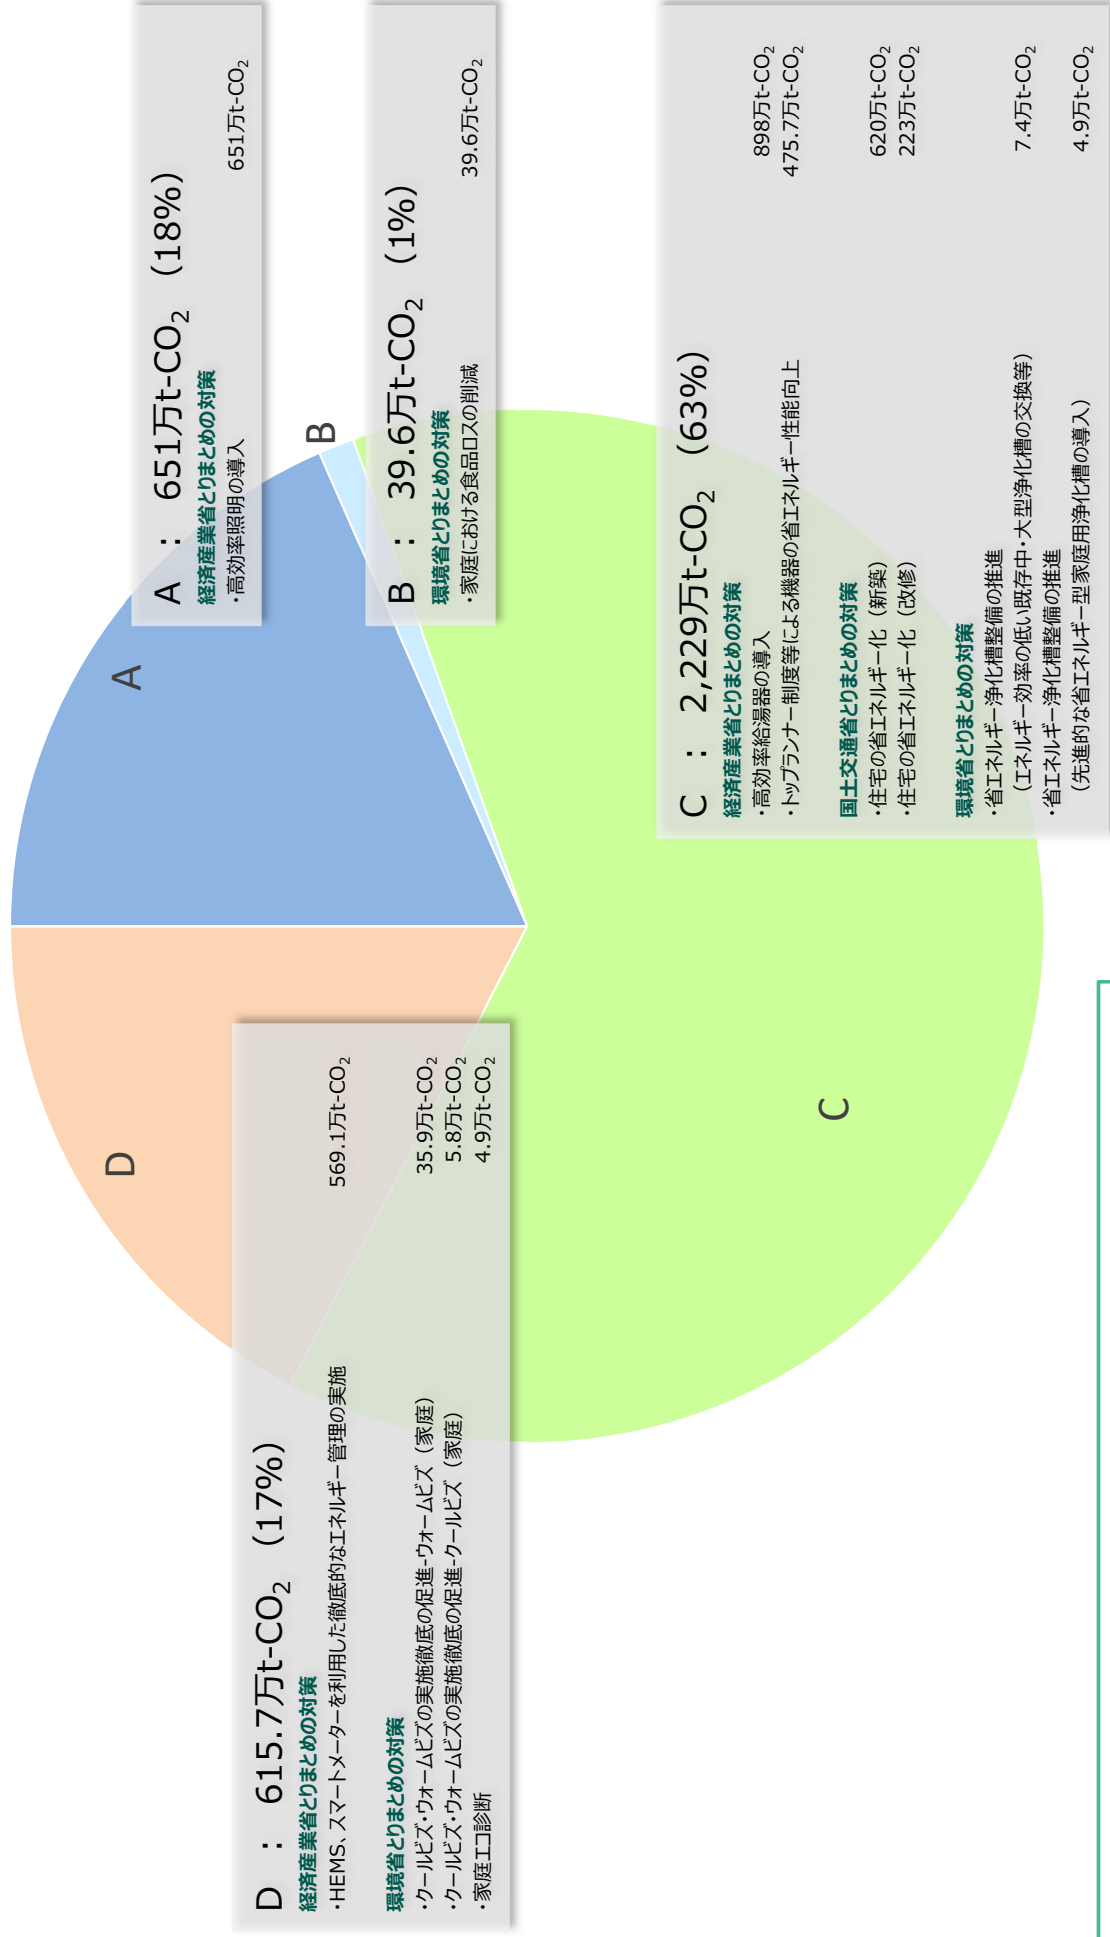 A ： 651万t-CO₂ （18%）
経済産業省とりまとめの対策
・高効率照明の導入 651万t-CO₂
B ： 39.6万t-CO₂ （1%）
環境省とりまとめの対策
・家庭における食品ロスの削減 39.6万t-CO₂
C ： 2,229万t-CO₂ （63%）
経済産業省とりまとめの対策
・高効率給湯器の導入 898万t-CO₂
・トップランナー制度等による機器の省エネルギー性能向上 475.7万t-CO₂
国土交通省とりまとめの対策
・住宅の省エネルギー化（新築） 620万t-CO₂
・住宅の省エネルギー化（改修） 223万t-CO₂
環境省とりまとめの対策
・省エネルギー浄化槽整備の推進
（エネルギー効率の低い既存中・大型浄化槽の交換等） 7.4万t-CO₂
・省エネルギー浄化槽整備の推進
（先進的な省エネルギー型家庭用浄化槽の導入） 4.9万t-CO₂
D ： 615.7万t-CO₂ （17%）
経済産業省とりまとめの対策
・HEMS、スマートメーターを利用した徹底的なエネルギー管理の実施 569.1万t-CO₂
環境省とりまとめの対策
・クールビズ・ウォームビズの実施徹底の促進-ウォームビズ（家庭） 35.9万t-CO₂
・クールビズ・ウォームビズの実施徹底の促進-クールビズ（家庭） 5.8万t-CO₂
・家庭エコ診断 4.9万t-CO₂
A
B
C
D